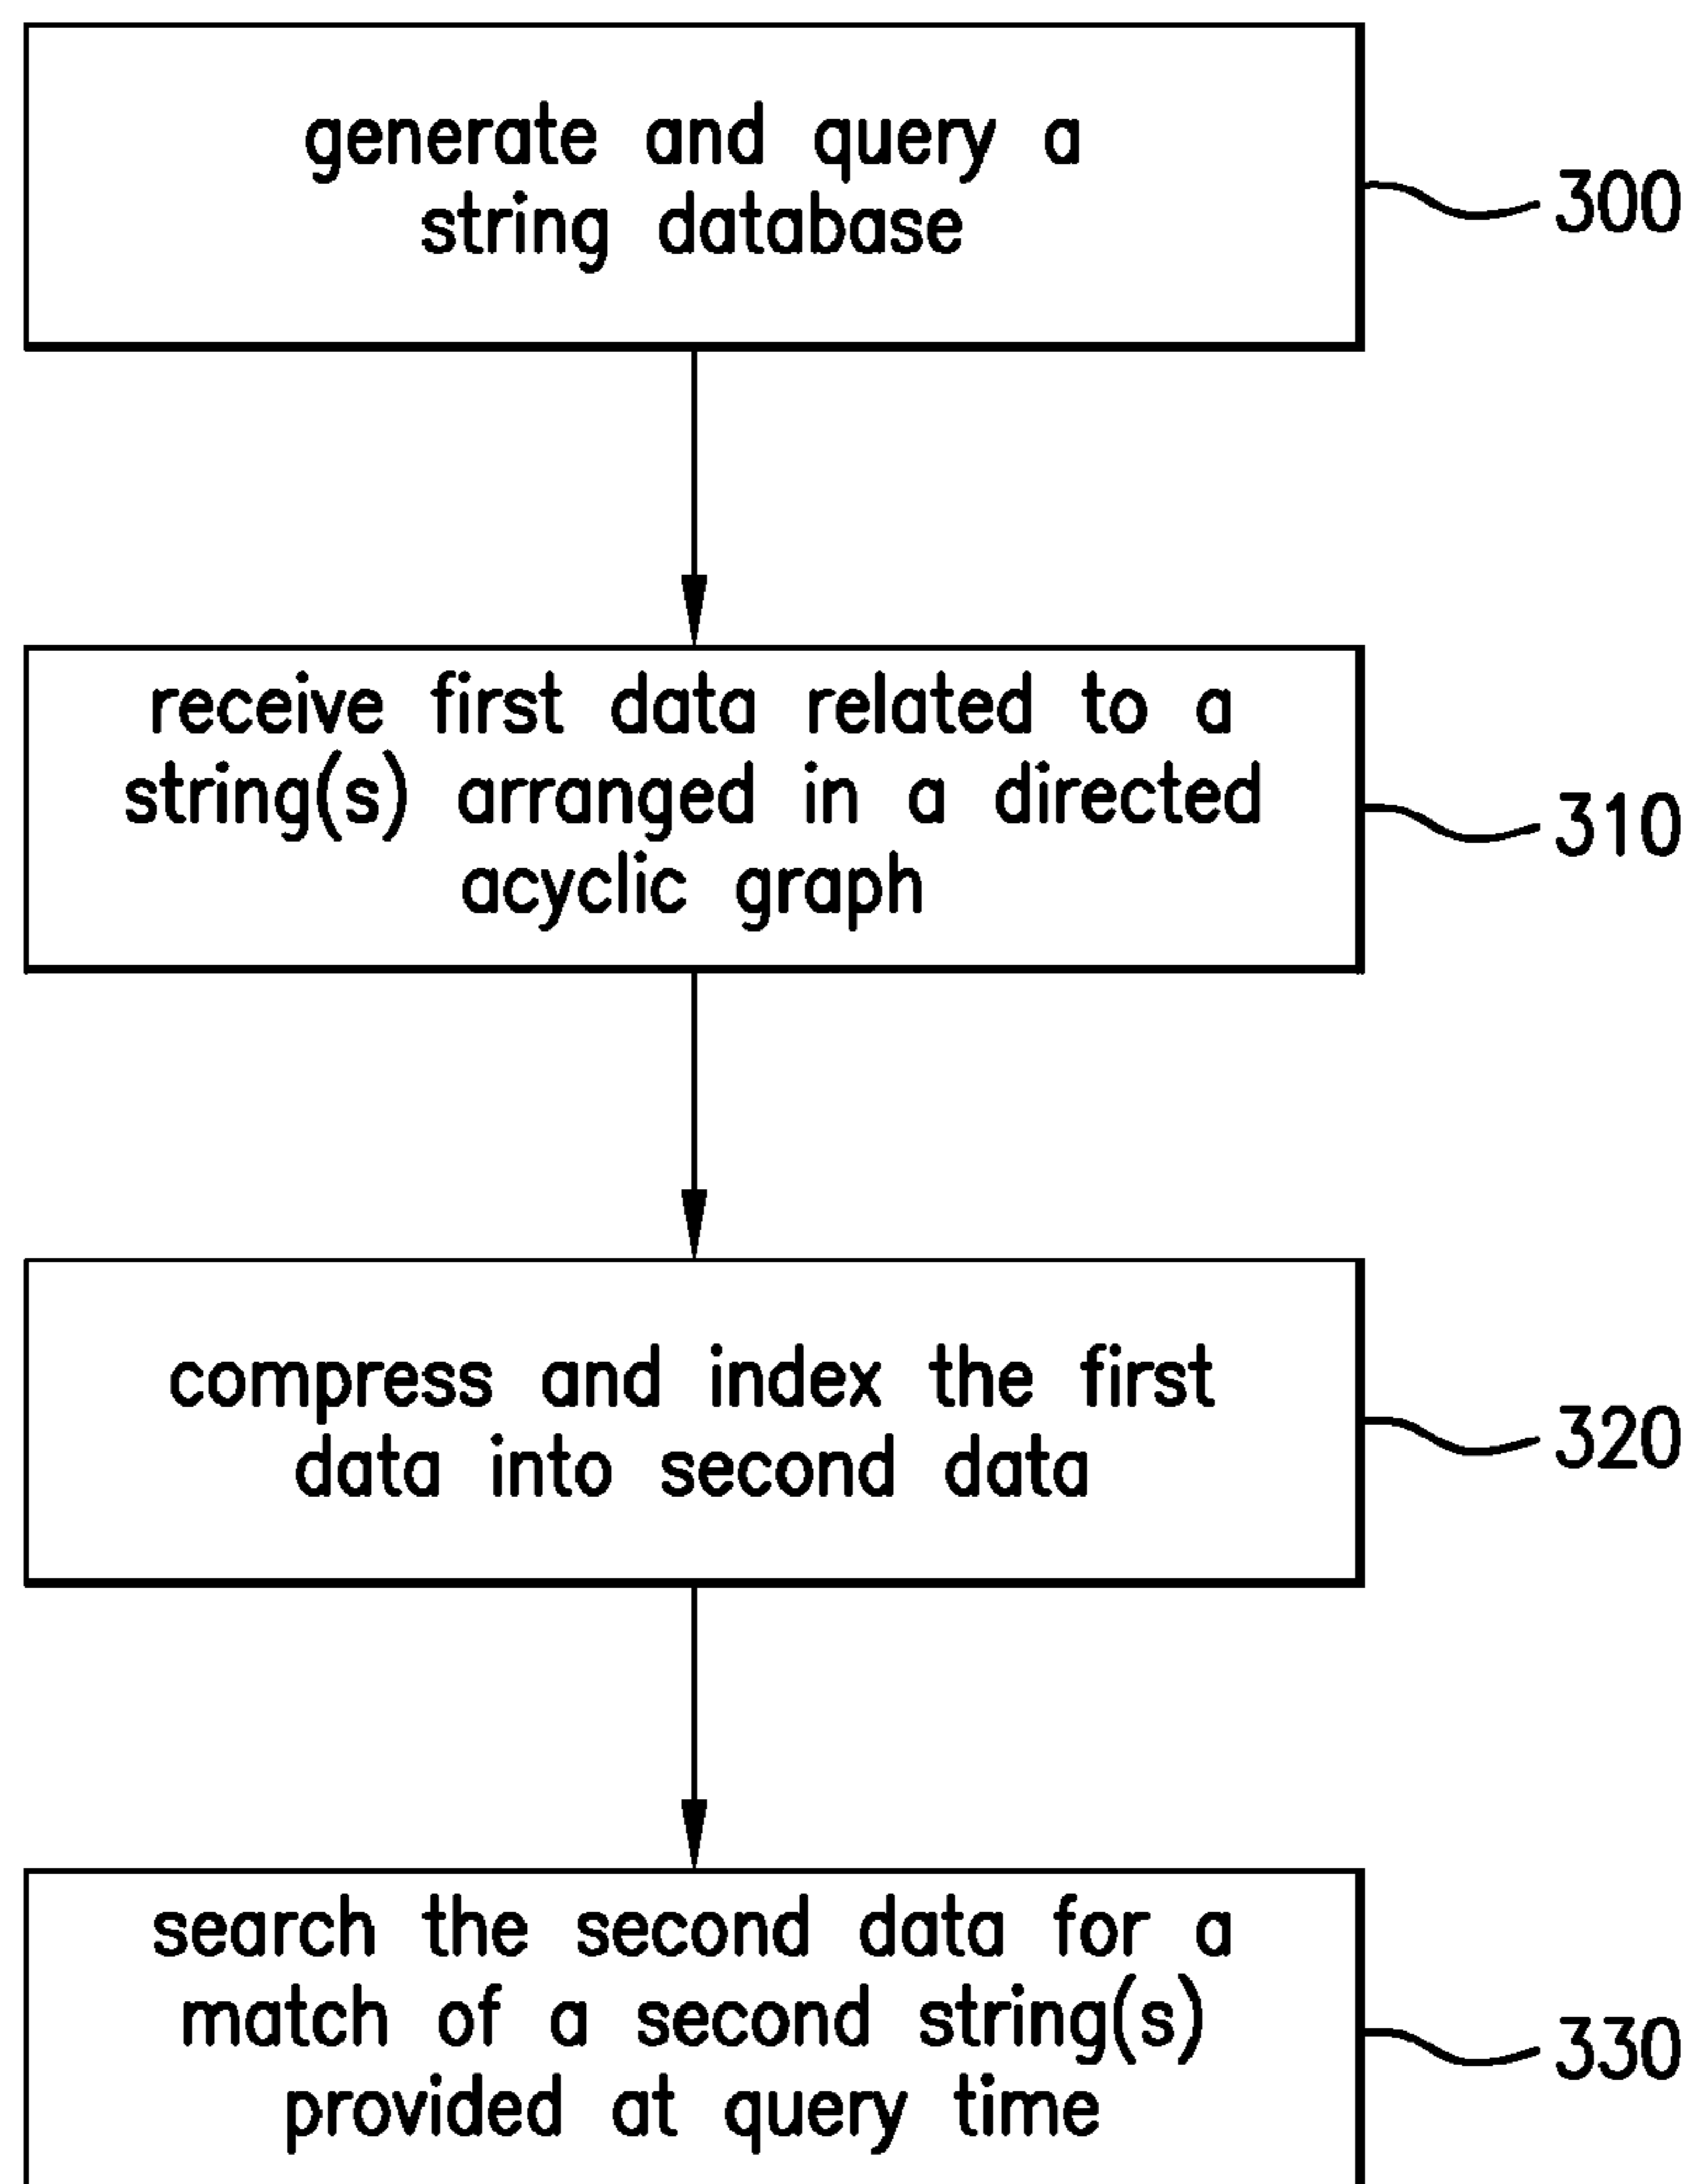 generate and query a
string database
300
receive first data related to a
string(s) arranged in a directed
acyclic graph
310
compress and index the first
data into second data
320
search the second data for a
match of a second string(s)
provided at query time
330